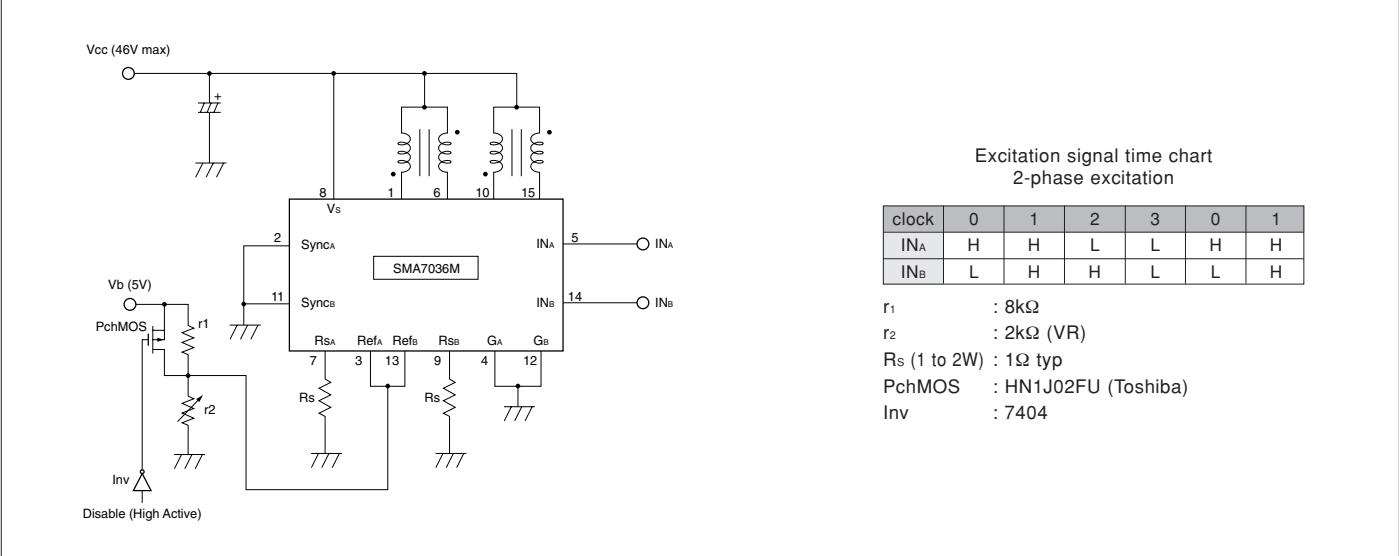 Vcc (46V max)
+
8 1 6 10 15
Vs
2 SyncA INA 5 INA
SMA7036M
11 SyncB INB 14 INB
Vb (5V)
PchMOS r1
RsA RefA RefB RsB GA GB
7 3 13 9 4 12
Rs Rs
r2
Inv
Disable (High Active)
Excitation signal time chart
2-phase excitation
clock 0 1 2 3 0 1
INA H H L L H H
INB L H H L L H
r1 : 8kΩ
r2 : 2kΩ (VR)
Rs (1 to 2W) : 1Ω typ
PchMOS : HN1J02FU (Toshiba)
Inv : 7404